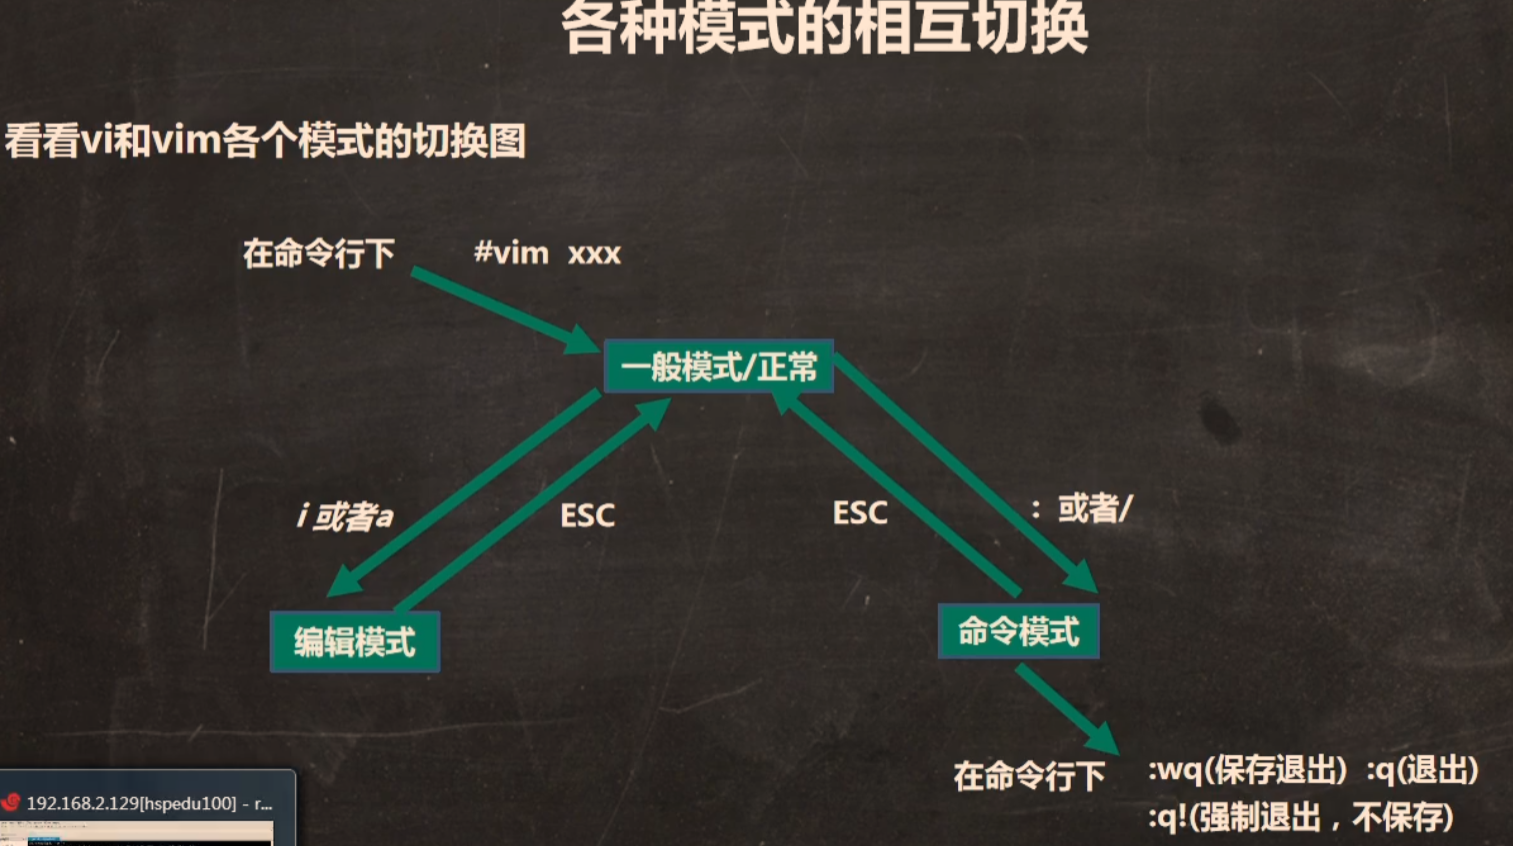 各种模式的相互切换
看看vi和vim各个模式的切换图
在命令行下 #vim xxx
一般模式/正常
i 或者a ESC ESC : 或者/
编辑模式 命令模式
在命令行下 :wq(保存退出) :q(退出)
:q!(强制退出，不保存)
192.168.2.129[hspedu100] - r...